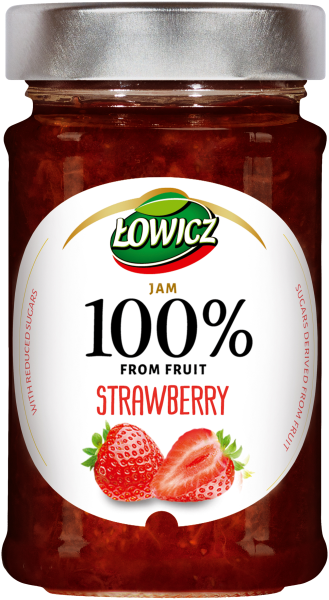 ŁOWICZ
JAM
100%
FROM FRUIT
STRAWBERRY
WITH REDUCED SUGARS
SUGARS DERIVED FROM FRUIT